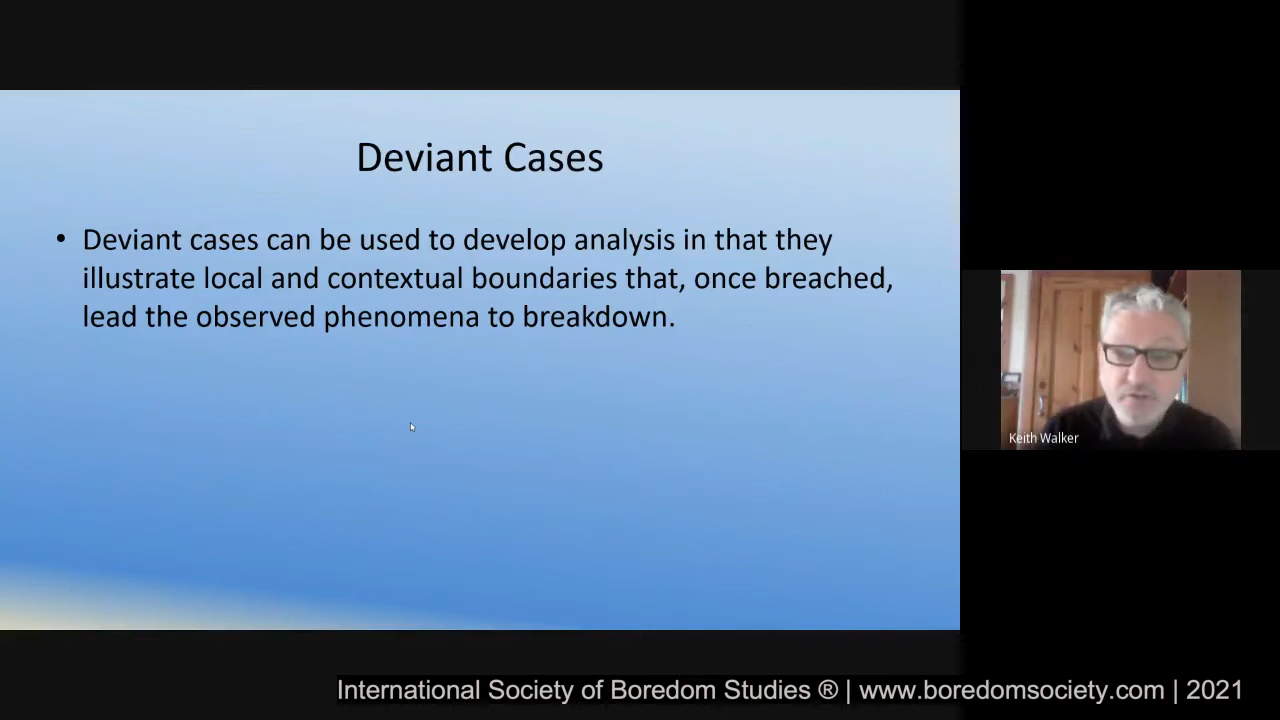 Deviant Cases
• Deviant cases can be used to develop analysis in that they
illustrate local and contextual boundaries that, once breached,
lead the observed phenomena to breakdown.
Keith Walker
International Society of Boredom Studies ® | www.boredomsociety.com | 2021